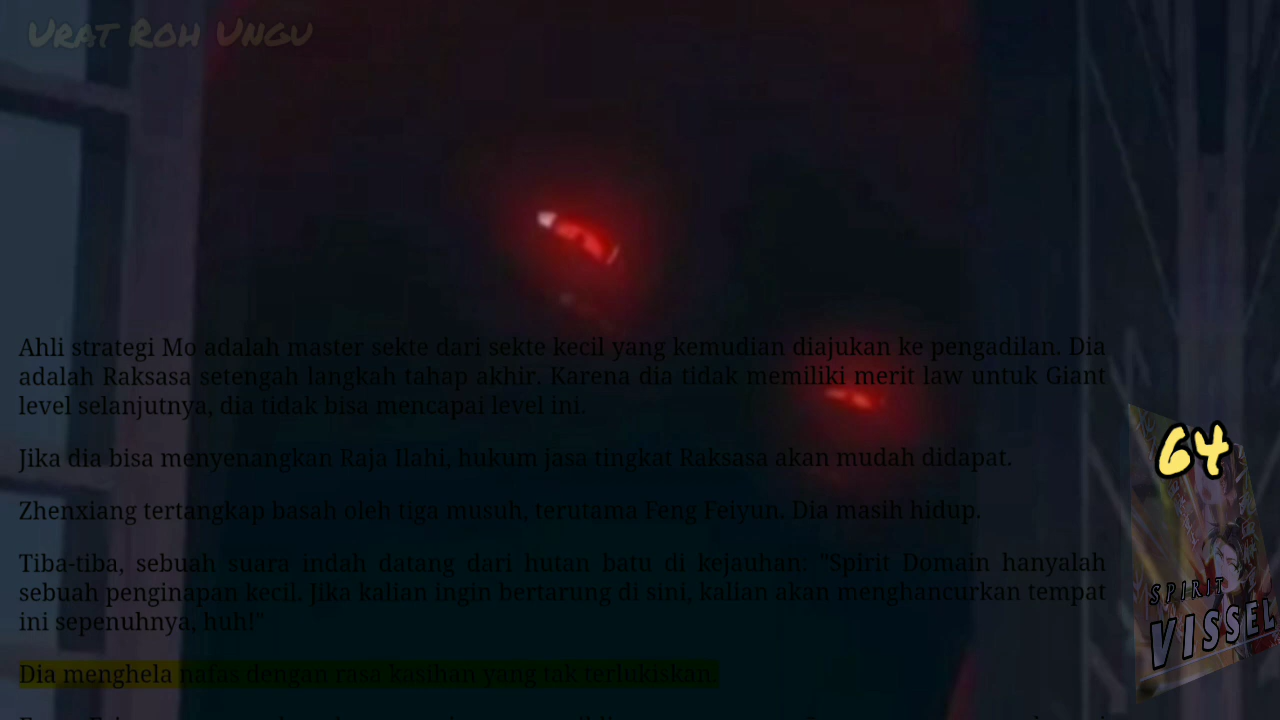 Urat Roh Ungu
Ahli strategi Mo adalah master sekte dari sekte kecil yang kemudian diajukan ke pengadilan. Dia
adalah Raksasa setengah langkah tahap akhir. Karena dia tidak memiliki merit law untuk Giant
level selanjutnya, dia tidak bisa mencapai level ini.
Jika dia bisa menyenangkan Raja Ilahi, hukum jasa tingkat Raksasa akan mudah didapat.
Zhenxiang tertangkap basah oleh tiga musuh, terutama Feng Feiyun. Dia masih hidup.
Tiba-tiba, sebuah suara indah datang dari hutan batu di kejauhan: "Spirit Domain hanyalah
sebuah penginapan kecil. Jika kalian ingin bertarung di sini, kalian akan menghancurkan tempat
ini sepenuhnya, huh!"
Dia menghela nafas dengan rasa kasihan yang tak terlukiskan.
64
SPIRIT
VISSEL